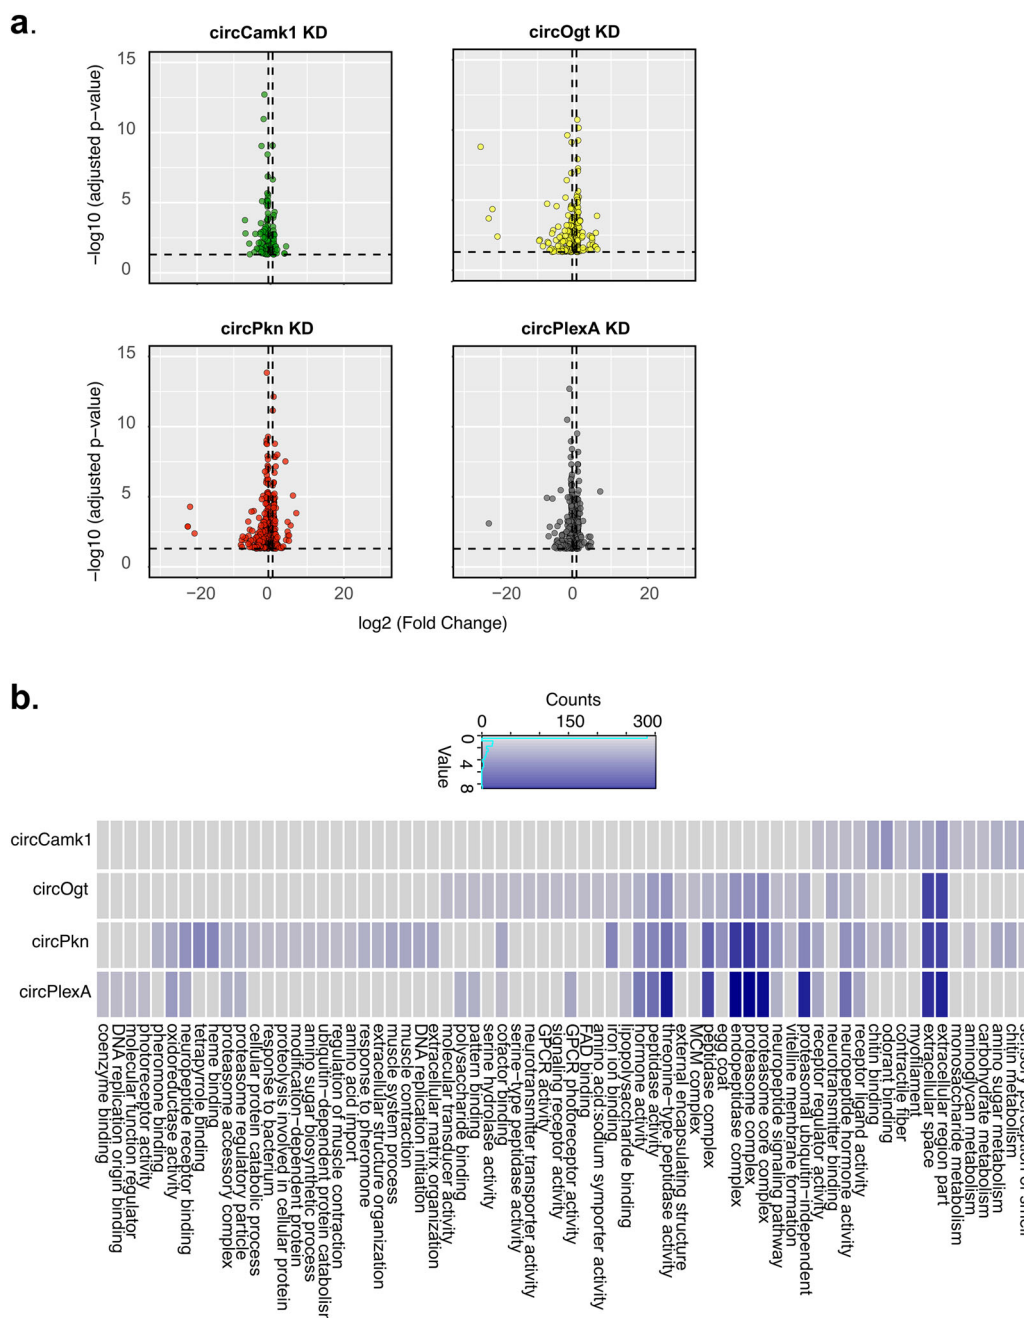 a.
circCamk1 KD
circOgt KD
−log10 (adjusted p−value)
15
10
5
0
circPkn KD
circPlexA KD
−log10 (adjusted p−value)
15
10
5
0
−20
0
20
−20
0
20
log2 (Fold Change)
b.
Counts
0
150
300
Value
0
4
8
circCamk1
circOgt
circPkn
circPlexA
coenzyme binding
DNA replication origin binding
molecular function regulator
photoreceptor activity
pheromone binding
oxidoreductase activity
neuropeptide receptor binding
tetrapyrrole binding
heme binding
proteasome accessory complex
proteasome regulatory particle
cellular protein catabolic process
response to bacterium
proteolysis involved in cellular protein
modification−dependent protein
amino sugar biosynthetic process
ubiquitin−dependent protein catabolism
regulation of muscle contraction
amino acid import
response to pheromone
extracellular structure organization
muscle system process
muscle contraction
DNA replication initiation
extracellular matrix organization
molecular transducer activity
polysaccharide binding
pattern binding
serine hydrolase activity
cofactor binding
serine−type peptidase activity
neurotransmitter transporter activity
GPCR activity
signaling receptor activity
GPCR photoreceptor activity
FAD binding
amino acid:sodium symporter activity
iron ion binding
lipopolysaccharide binding
hormone activity
peptidase activity
threonine−type peptidase activity
external encapsulating structure
MCM complex
peptidase complex
egg coat
endopeptidase complex
proteasome complex
proteasome core complex
neuropeptide signaling pathway
vitelline membrane formation
proteasomal ubiquitin−independent
receptor regulator activity
neurotransmitter binding
neuropeptide hormone activity
receptor ligand activity
chitin binding
odorant binding
contractile fiber
myofilament
extracellular space
extracellular region part
monosaccharide metabolism
aminoglycan metabolism
carbohydrate metabolism
amino sugar metabolism
chitin metabolism
sensory perception of smell